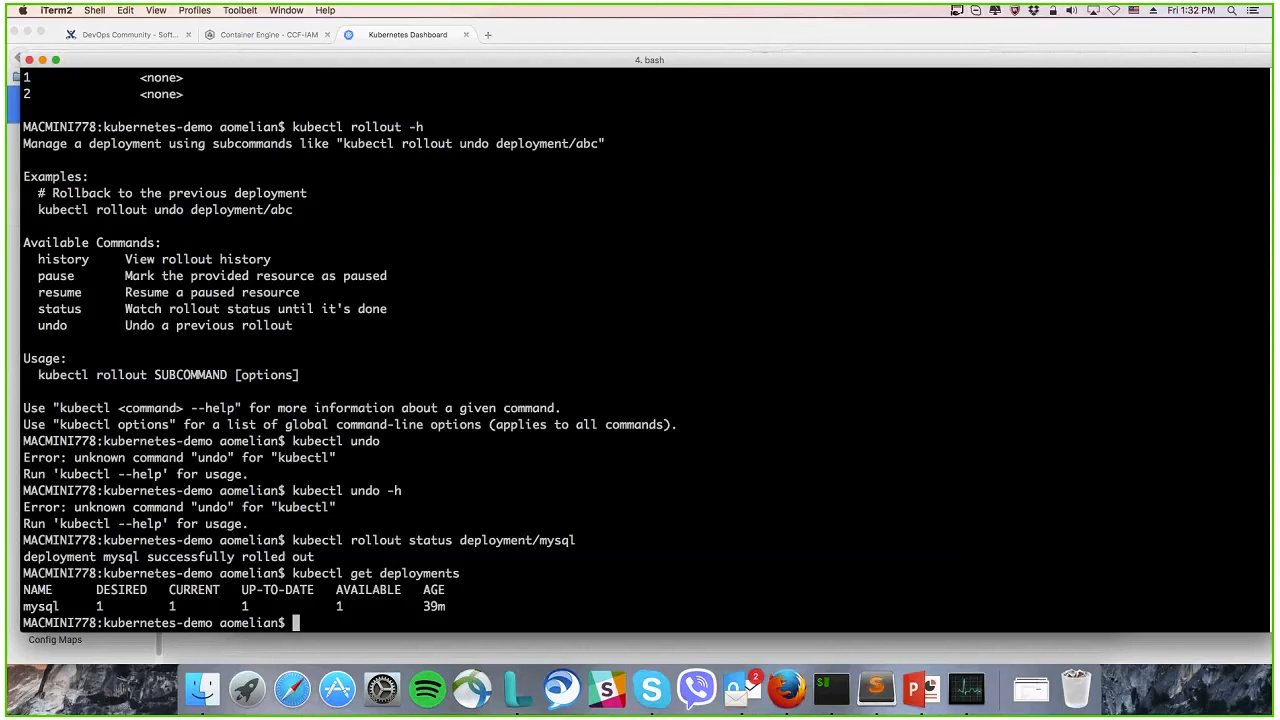 iTerm2 Shell Edit View Profiles Toolbelt Window Help Fri 1:32 PM
DevOps Community - Soft... Container Engine - CCF-IAM Kubernetes Dashboard
4. bash
1 <none>
2 <none>
MACMINI778:kubernetes-demo aomelian$ kubectl rollout -h
Manage a deployment using subcommands like "kubectl rollout undo deployment/abc"
Examples:
# Rollback to the previous deployment
kubectl rollout undo deployment/abc
Available Commands:
history View rollout history
pause Mark the provided resource as paused
resume Resume a paused resource
status Watch rollout status until it's done
undo Undo a previous rollout
Usage:
kubectl rollout SUBCOMMAND [options]
Use "kubectl <command> --help" for more information about a given command.
Use "kubectl options" for a list of global command-line options (applies to all commands).
MACMINI778:kubernetes-demo aomelian$ kubectl undo
Error: unknown command "undo" for "kubectl"
Run 'kubectl --help' for usage.
MACMINI778:kubernetes-demo aomelian$ kubectl undo -h
Error: unknown command "undo" for "kubectl"
Run 'kubectl --help' for usage.
MACMINI778:kubernetes-demo aomelian$ kubectl rollout status deployment/mysql
deployment mysql successfully rolled out
MACMINI778:kubernetes-demo aomelian$ kubectl get deployments
NAME DESIRED CURRENT UP-TO-DATE AVAILABLE AGE
mysql 1 1 1 1 39m
MACMINI778:kubernetes-demo aomelian$
Config Maps
2